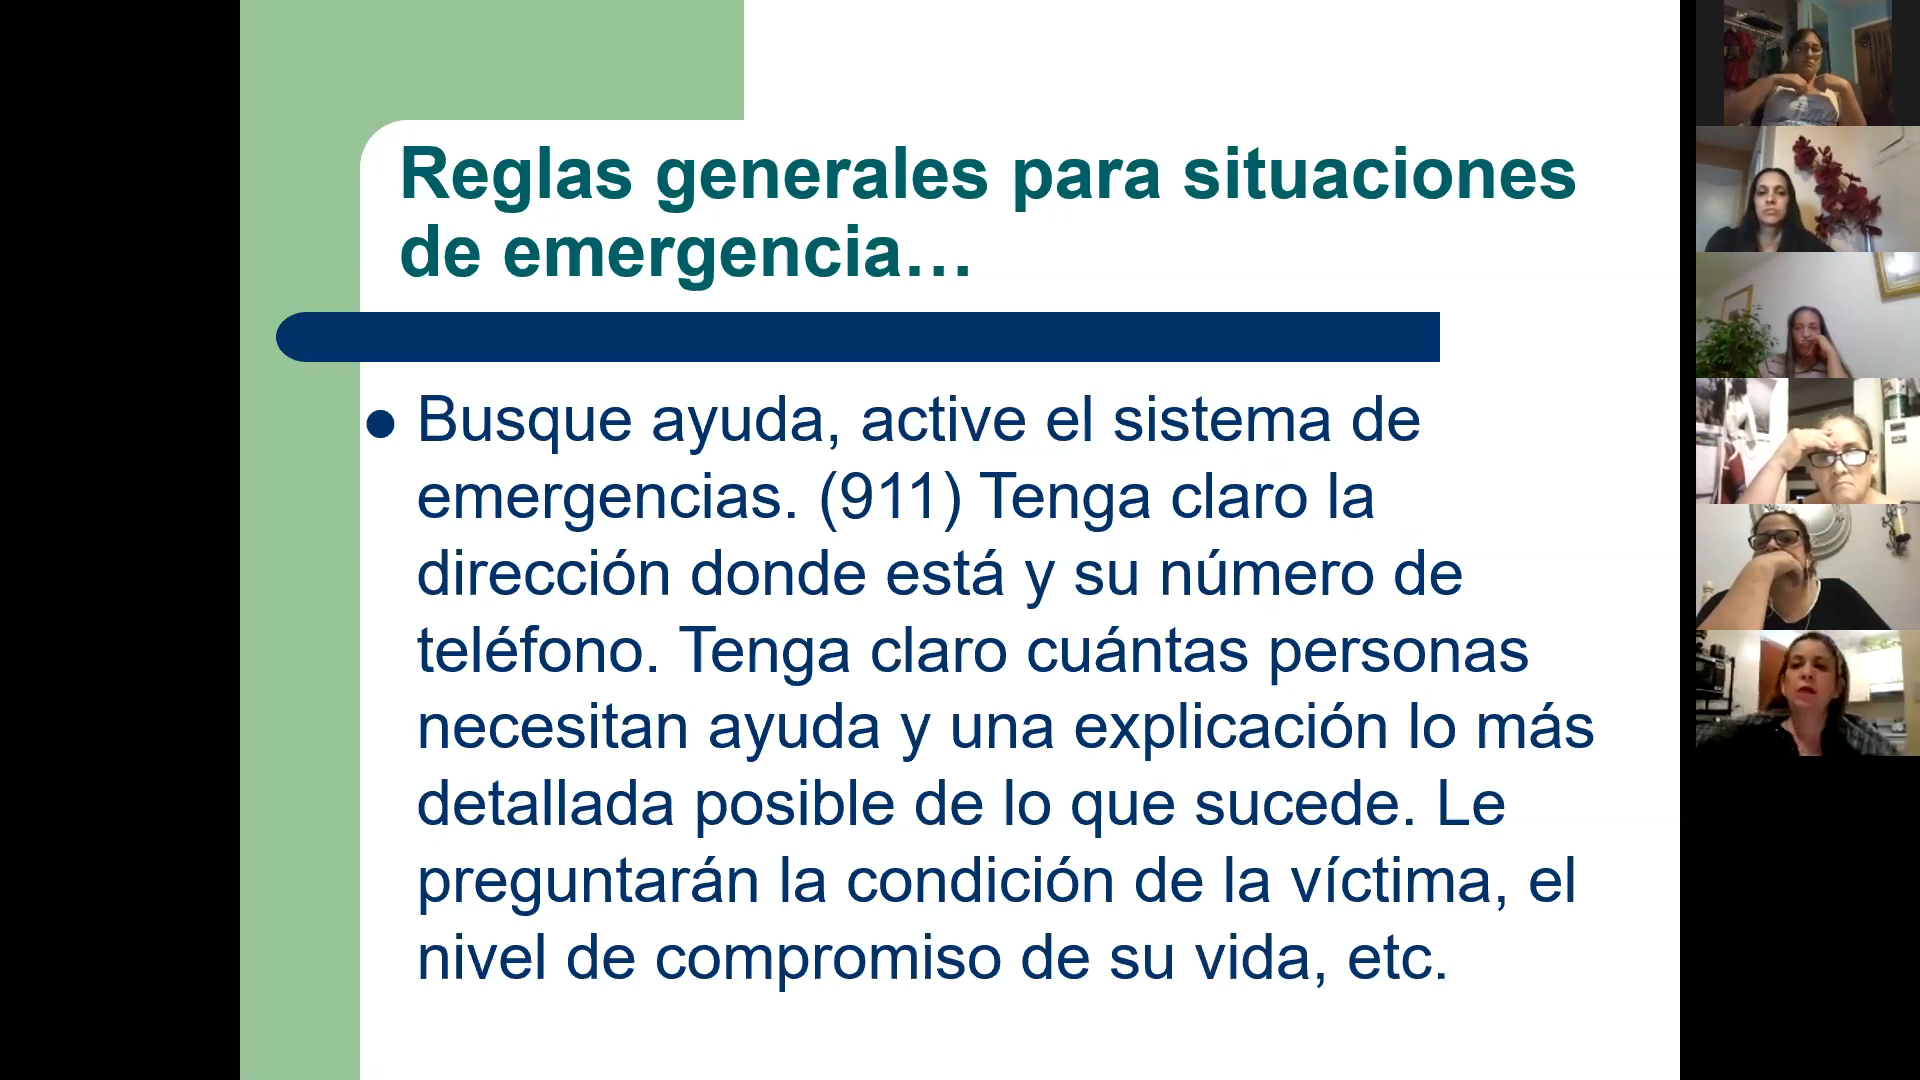 Reglas generales para situaciones
de emergencia…
● Busque ayuda, active el sistema de
emergencias. (911) Tenga claro la
dirección donde está y su número de
teléfono. Tenga claro cuántas personas
necesitan ayuda y una explicación lo más
detallada posible de lo que sucede. Le
preguntarán la condición de la víctima, el
nivel de compromiso de su vida, etc.